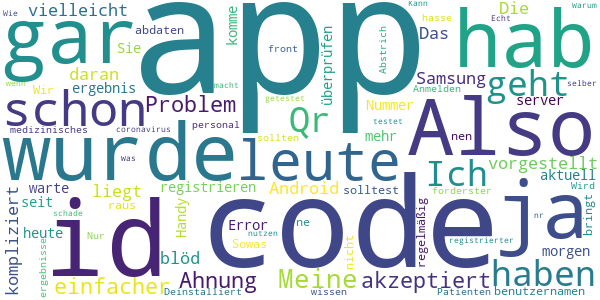 Wie
vielleicht
gar
app
hab
Die
Kann
warum
Echt
Sie
abdaten
komme
front
Abstrich
hasse
Das
daran
überprüfen
Wir
ergebnis
macht
Samsung
geht
selber
wenn
schon
Problem
getestet
Nummer
Anmelden
server
Qr
Also
medizinisches
coronavirus
personal
testet
sollten
mehr
nen
wurde
leute
was
Ich
vorgestellt
kompliziert
warte
liegt
registrieren
Android
solltest
aktuell
id
code
ja
forderster
Wird
seit
raus
Handy
ne
nicht
regelmäßig
nr
bringt
schade
Error
heute
Nur
Sowas
nutzen
registrierter
morgen
blöd
ergebnisse
einfacher
Ahnung
Meine
akzeptiert
haben
Deinstalliert
wissen
Patienten
benutzernamen